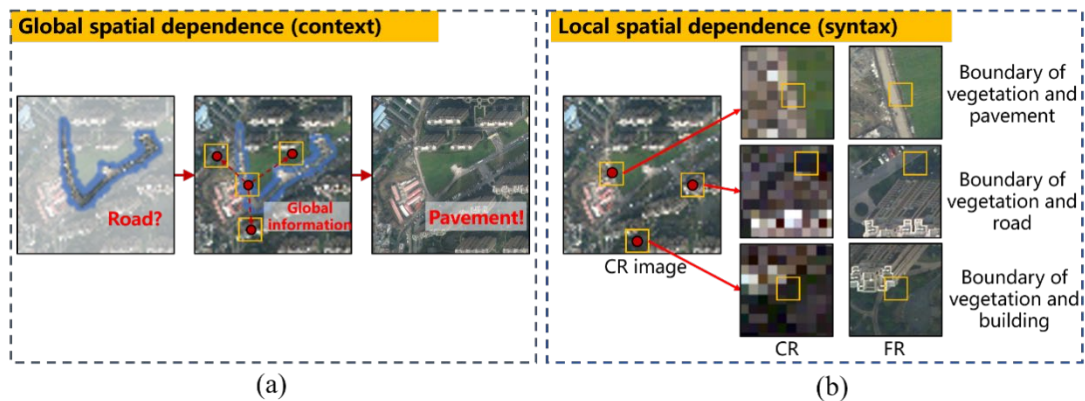 (a)
Global spatial dependence (context)
Road?
Global
information
Pavement!
(b)
Local spatial dependence (syntax)
CR image
CR
FR
Boundary of
vegetation and
pavement
Boundary of
vegetation and
road
Boundary of
vegetation and
building
(a)
(b)